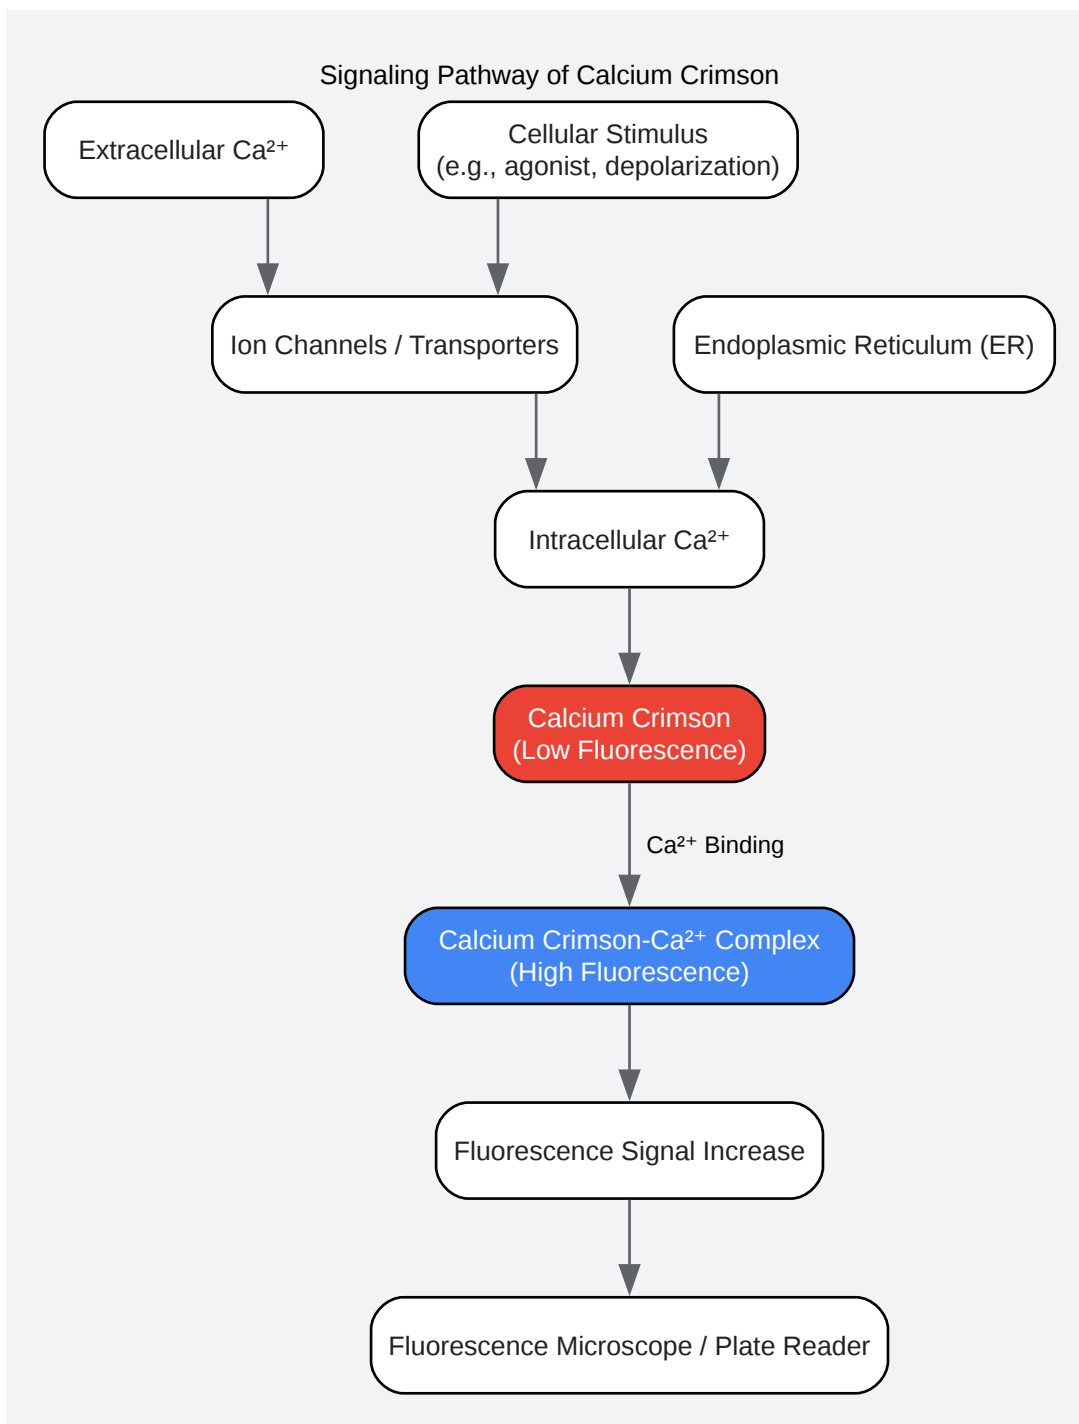 Signaling Pathway of Calcium Crimson
Extracellular Ca²⁺
Cellular Stimulus
(e.g., agonist, depolarization)
Ion Channels / Transporters
Endoplasmic Reticulum (ER)
Intracellular Ca²⁺
Calcium Crimson
(Low Fluorescence)
Ca²⁺ Binding
Calcium Crimson-Ca²⁺ Complex
(High Fluorescence)
Fluorescence Signal Increase
Fluorescence Microscope / Plate Reader